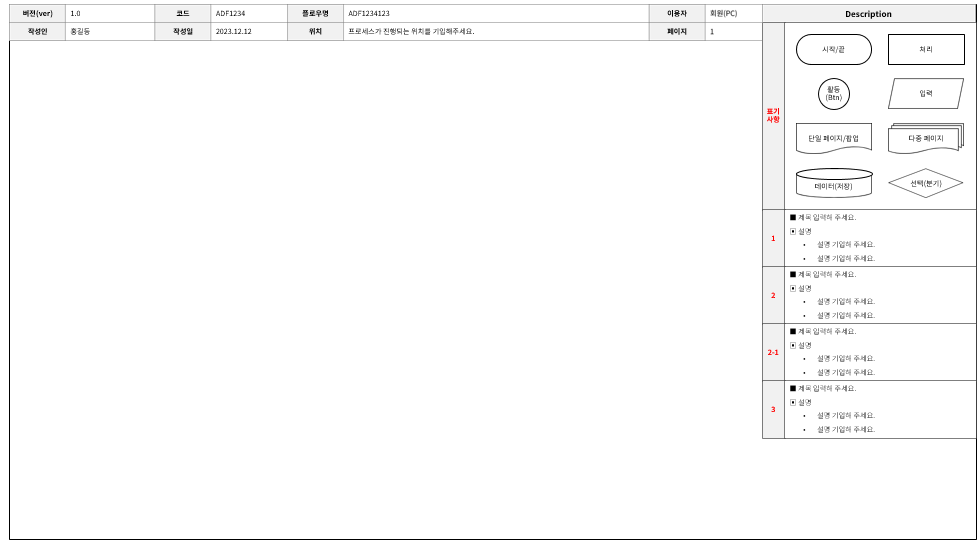 버전(ver) 1.0 코드 ADF1234 플로우명 ADF1234123 이용자 회원(PC) Description
작성인 홍길동 작성일 2023.12.12 위치 프로세스가 진행되는 위치를 기입해주세요. 페이지 1
표기
사항
시작/끝 처리
활동
(Btn)
입력
단일 페이지/팝업 다중 페이지
데이터(저장) 선택(분기)
1
■ 제목 입력해 주세요.
▣ 설명
• 설명 기입해 주세요.
• 설명 기입해 주세요.
2
■ 제목 입력해 주세요.
▣ 설명
• 설명 기입해 주세요.
• 설명 기입해 주세요.
2-1
■ 제목 입력해 주세요.
▣ 설명
• 설명 기입해 주세요.
• 설명 기입해 주세요.
3
■ 제목 입력해 주세요.
▣ 설명
• 설명 기입해 주세요.
• 설명 기입해 주세요.